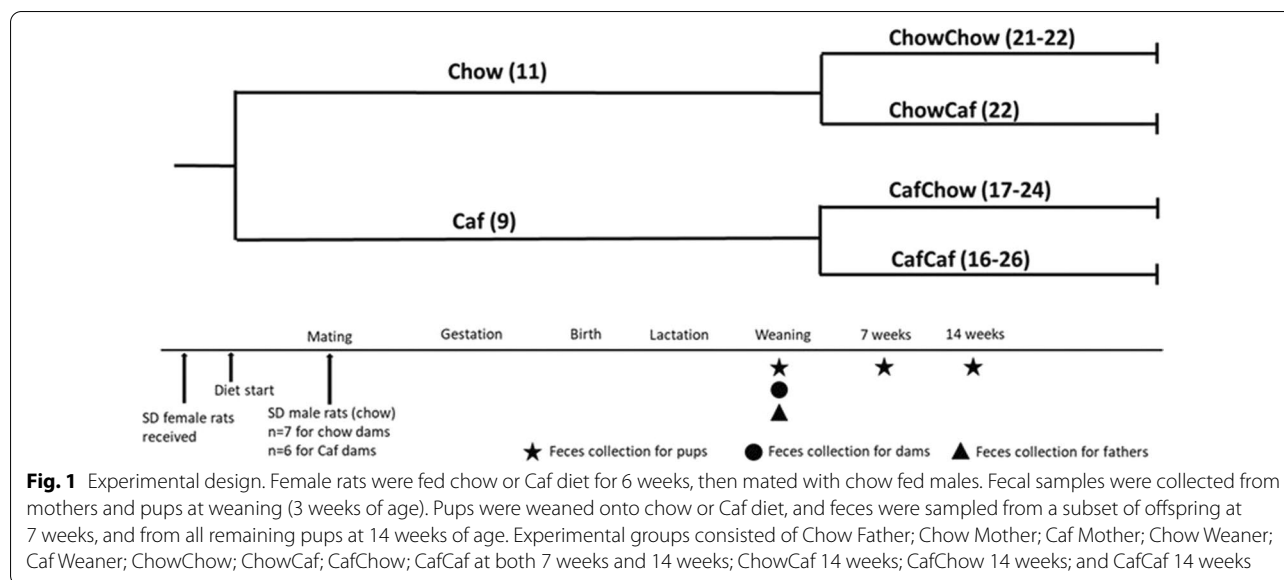 ChowChow (21-22)
Chow (11)
ChowCaf (22)
CafChow (17-24)
Caf (9)
CafCaf (16-26)
Mating Gestation Birth Lactation Weaning 7 weeks 14 weeks
Diet start
SD female rats
received
SD male rats (chow)
n=7 for chow dams
n=6 for Caf dams
Feces collection for pups Feces collection for dams Feces collection for fathers
Fig. 1 Experimental design. Female rats were fed chow or Caf diet for 6 weeks, then mated with chow fed males. Fecal samples were collected from
mothers and pups at weaning (3 weeks of age). Pups were weaned onto chow or Caf diet, and feces were sampled from a subset of offspring at
7 weeks, and from all remaining pups at 14 weeks of age. Experimental groups consisted of Chow Father; Chow Mother; Caf Mother; Chow Weaner;
Caf Weaner; ChowChow; ChowCaf; CafChow; CafCaf at both 7 weeks and 14 weeks; ChowCaf 14 weeks; CafChow 14 weeks; and CafCaf 14 weeks